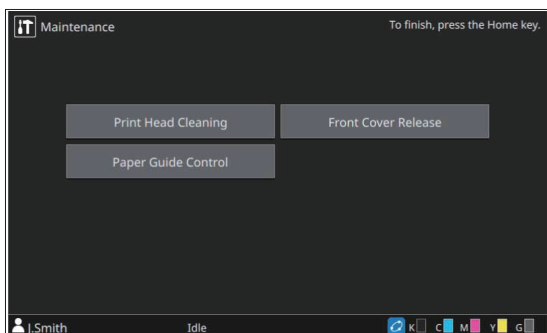 Maintenance
To finish, press the Home key.
Print Head Cleaning
Front Cover Release
Paper Guide Control
J.Smith
Idle
K C M Y G